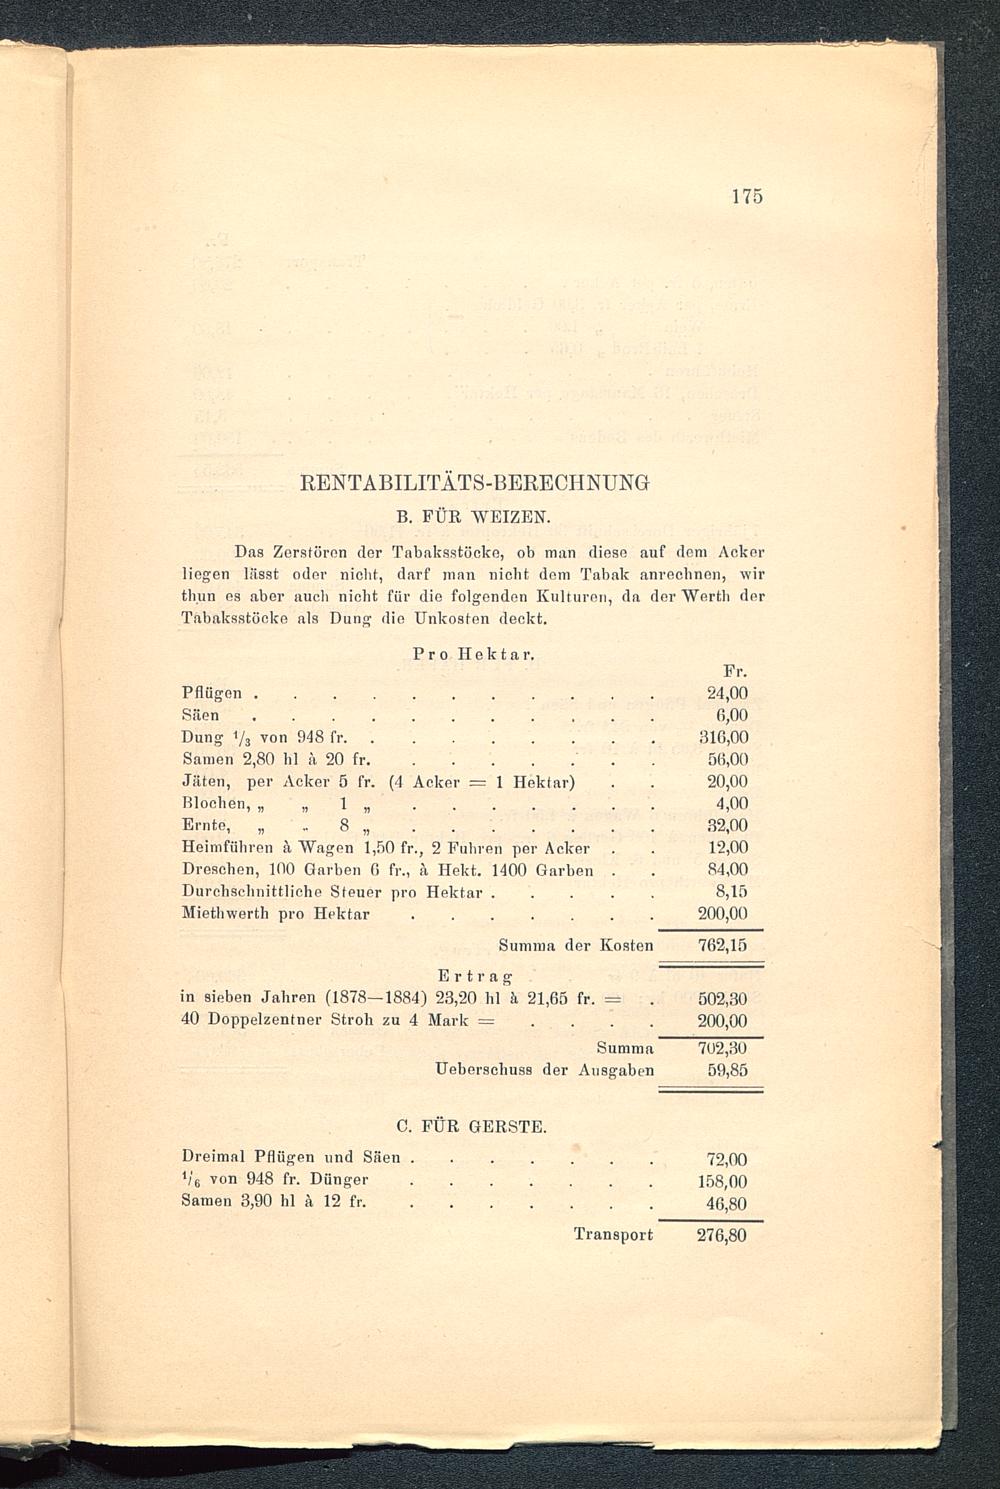 175
RENTABILITÄTS-BERECHNUNG
B. FÜR WEIZEN.
Das Zerstören der Tabaksstöcke, ob man diese auf dem Acker
liegen lässt oder nicht, darf man nicht dem Tabak anrechnen, wir
thun es aber auch nicht für die folgenden Kulturen, da der Werth der
Tabaksstöcke als Dung die Unkosten deckt.
Pro Hektar.
Fr.
Pflügen . . . . . . . . . . . 24,00
Säen . . . . . . . . . . . 6,00
Dung 1/3 von 948 fr. . . . . . . . . 316,00
Samen 2,80 hl à 20 fr. . . . . . . . 56,00
Jäten, per Acker 5 fr. (4 Acker = 1 Hektar) . . 20,00
Blochen, „ „ 1 „ . . . . . . . 4,00
Ernte, „ „ 8 „ . . . . . . . 32,00
Heimführen à Wagen 1,50 fr., 2 Fuhren per Acker . . 12,00
Dreschen, 100 Garben 6 fr., à Hekt. 1400 Garben . . 84,00
Durchschnittliche Steuer pro Hektar . . . . . 8,15
Miethwerth pro Hektar . . . . . . . 200,00
Summa der Kosten 762,15
Ertrag
in sieben Jahren (1878—1884) 23,20 hl à 21,65 fr. = . 502,30
40 Doppelzentner Stroh zu 4 Mark = . . . . 200,00
Summa 702,30
Ueberschuss der Ausgaben 59,85
C. FÜR GERSTE.
Dreimal Pflügen und Säen . . . . . . . 72,00
1/6 von 948 fr. Dünger . . . . . . . 158,00
Samen 3,90 hl à 12 fr. . . . . . . . 46,80
Transport 276,80